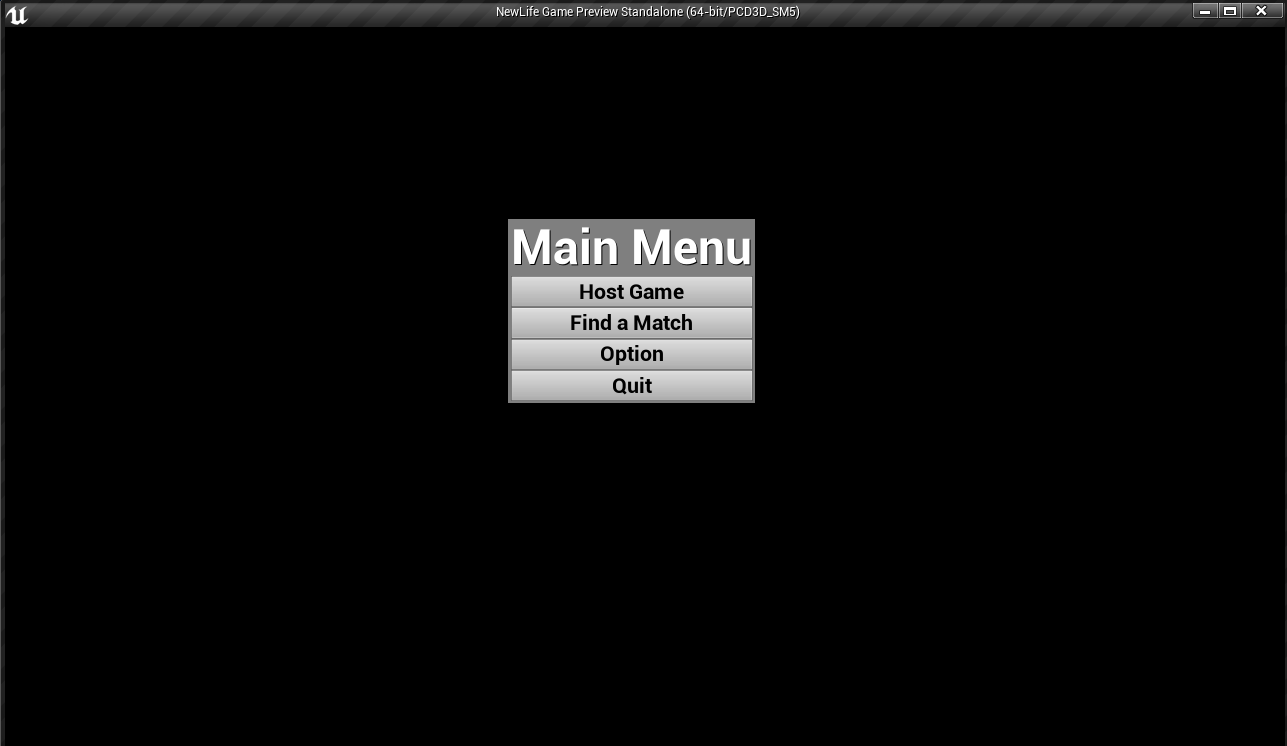 NewLife Game Preview Standalone (64-bit/PCD3D_SM5)
Main Menu
Host Game
Find a Match
Option
Quit